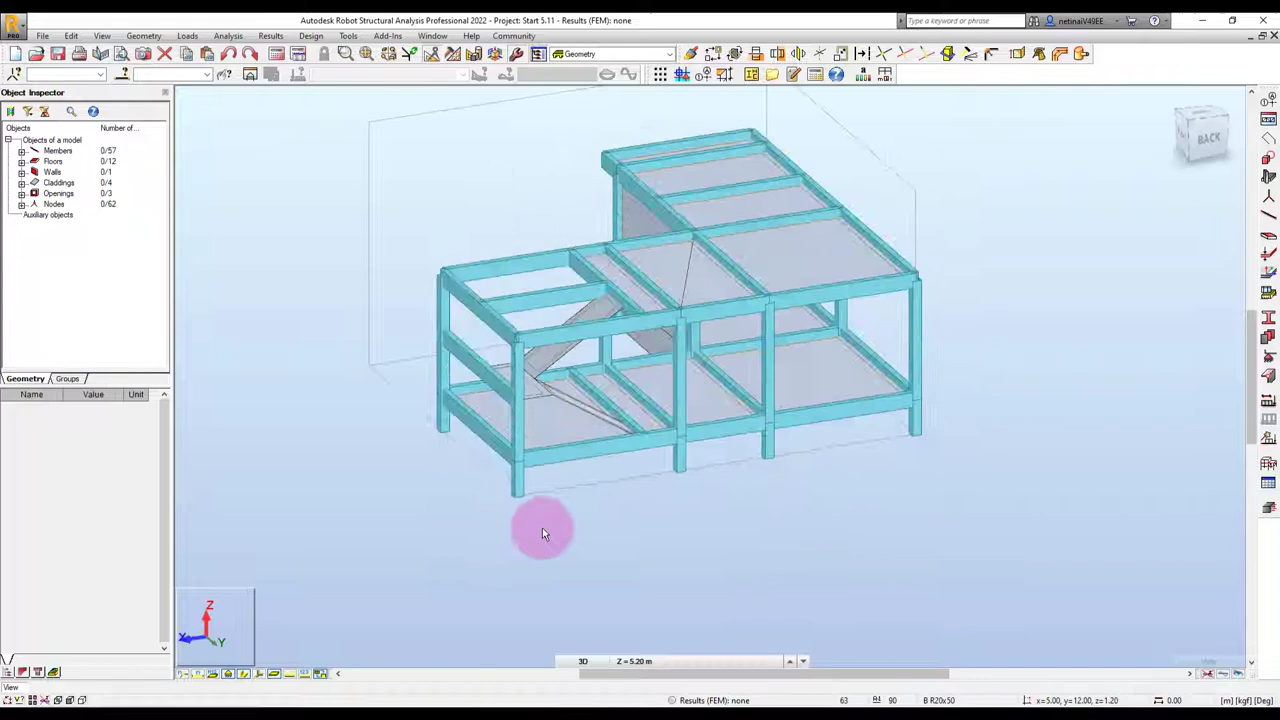 Autodesk Robot Structural Analysis Professional 2022 - Project: Start 5.11 - Results (FEM): none
Type a keyword or phrase
netinaiV49EE
PRO
File Edit View Geometry Loads Analysis Results Design Tools Add-Ins Window Help Community
Geometry
Object Inspector
Objects Number of...
Objects of a model
Members 0/57
Floors 0/12
Walls 0/1
Claddings 0/4
Openings 0/3
Nodes 0/62
Auxiliary objects
Geometry Groups
Name Value Unit
BACK
Z
X
Y
3D Z = 5.20 m
View
Results (FEM): none 63 90 B R20x50 x=5.00, y=12.00, z=1.20 0.00 [m] [kgf] [Deg]